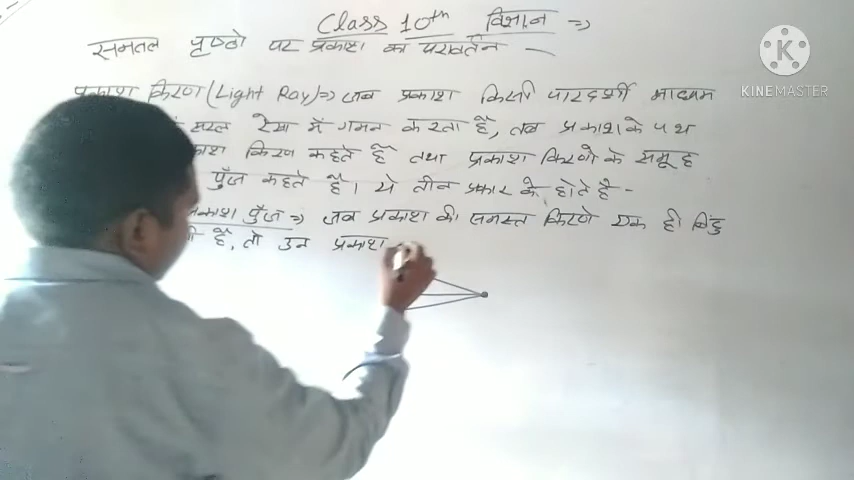 Class 10th विज्ञान ⇒
समतल पृष्ठो पर प्रकाश का परावर्तन —
प्रकाश किरण (Light Ray) ⇒ जब प्रकाश किसी पारदर्शी माध्यम
सरल रेखा में गमन करता है, तब प्रकाश के पथ
किरण कहते हैं तथा प्रकाश किरणो के समूह
पुँज कहते है। ये तीन प्रकार के होते है -
प्रकाश पुँज ⇒ जब प्रकाश की समस्त किरणे एक ही बिंदु
है, तो उन प्रकाश
K
KINEMASTER